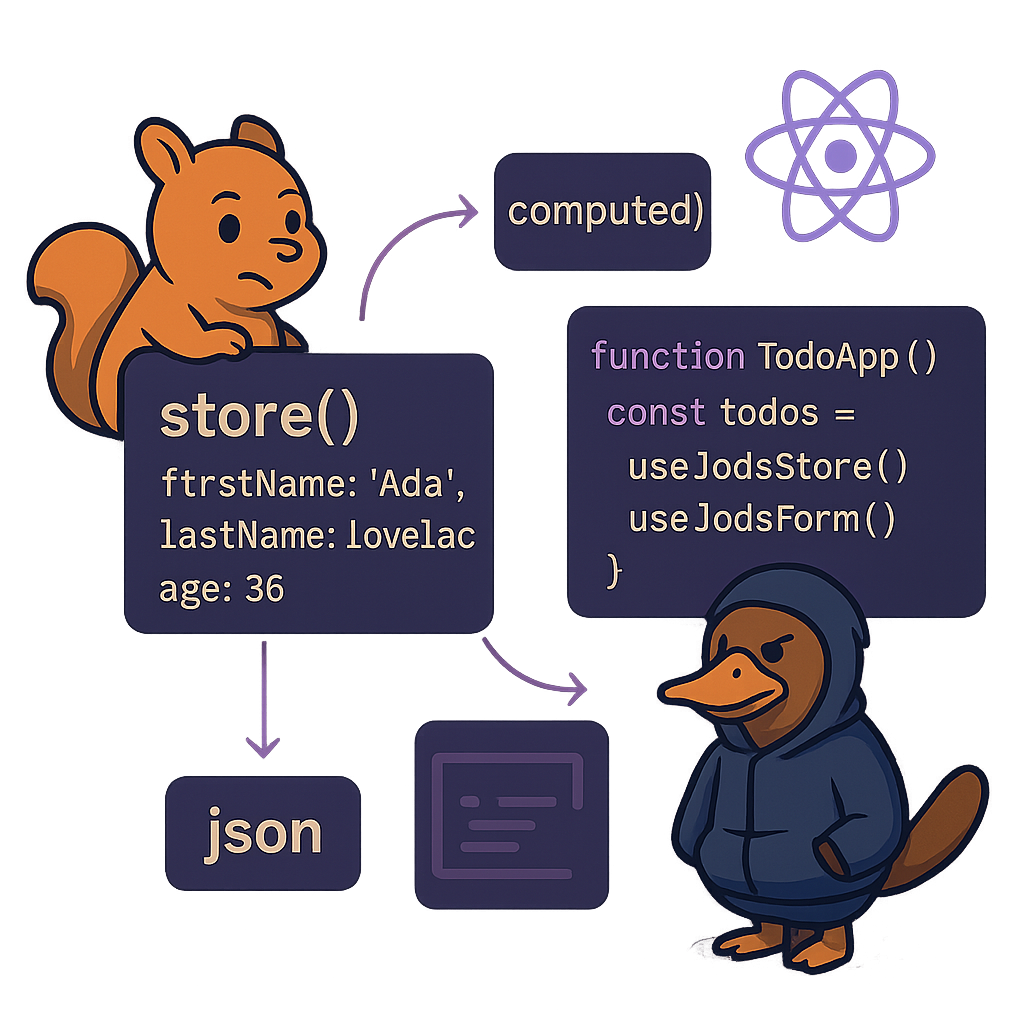 computed)
store()
ftrstName: 'Ada',
lastName: lovelac
age: 36
function TodoApp()
const todos =
useJodsStore()
useJodsForm()
}
json